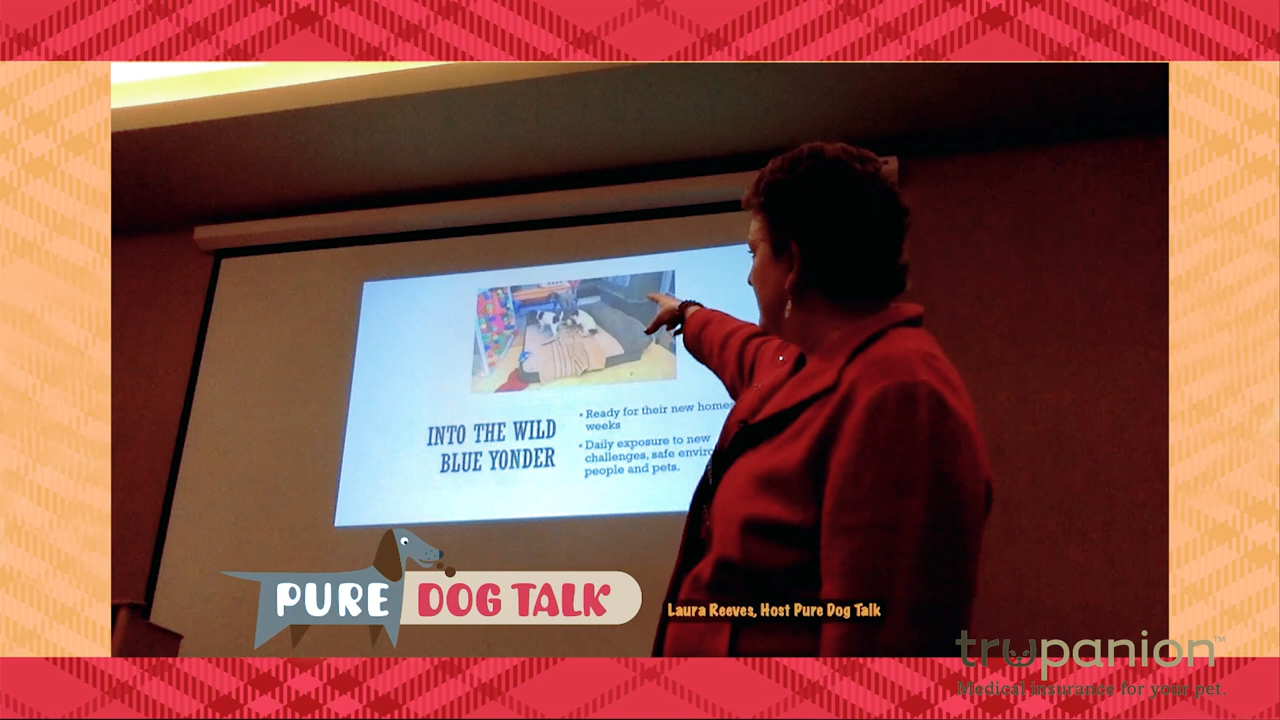 INTO THE WILD
BLUE YONDER
• Ready for their new home
weeks
• Daily exposure to new
challenges, safe enviro
people and pets.
PURE DOG TALK
Laura Reeves, Host Pure Dog Talk
trupanion™
Medical insurance for your pet.